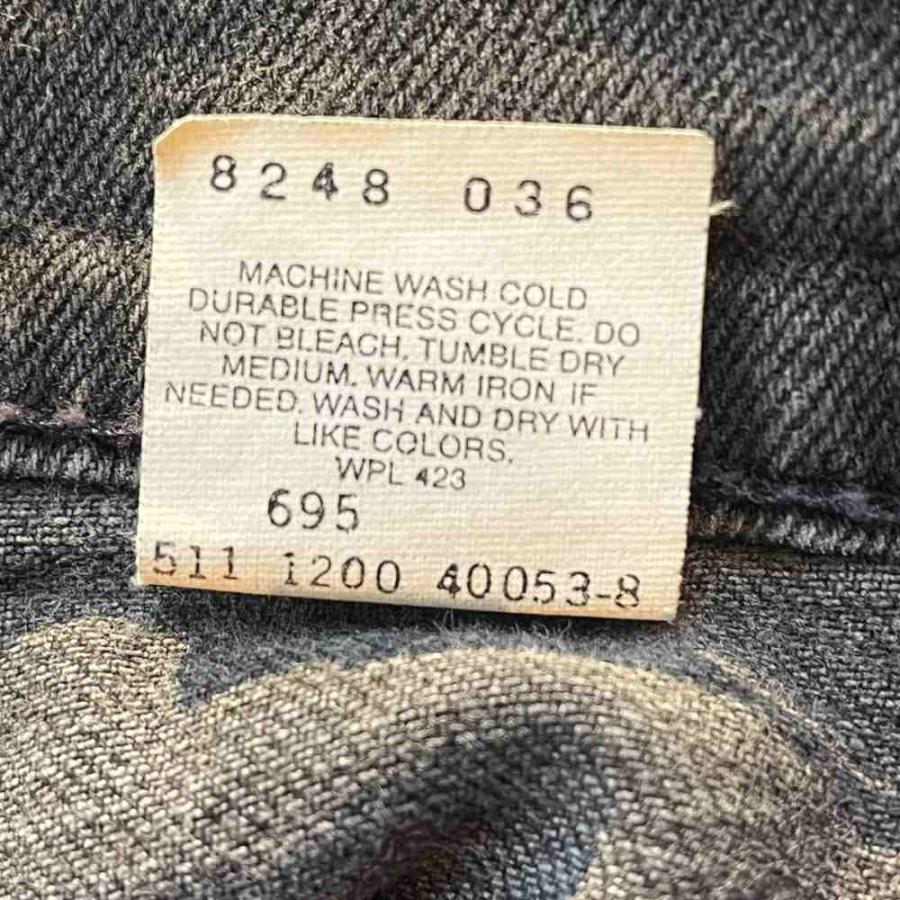 8248 036
MACHINE WASH COLD
DURABLE PRESS CYCLE. DO
NOT BLEACH. TUMBLE DRY
MEDIUM. WARM IRON IF
NEEDED. WASH AND DRY WITH
LIKE COLORS.
WPL 423
695
511 1200 40053-8